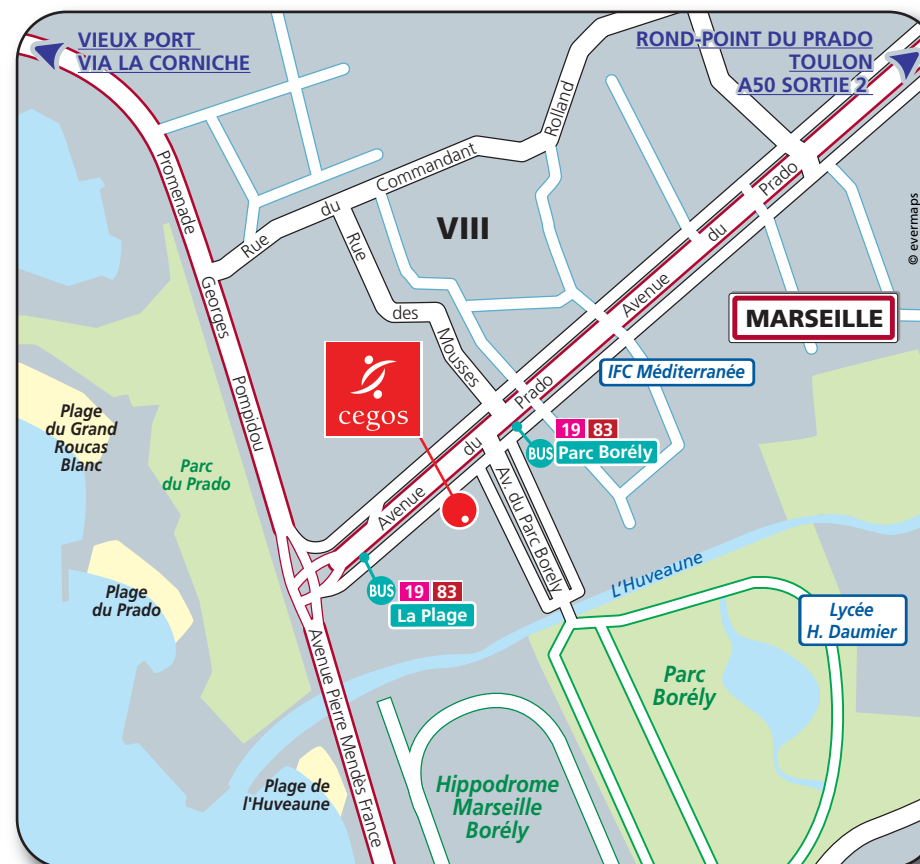 VIEUX PORT
VIA LA CORNICHE
ROND-POINT DU PRADO
TOULON
A50 SORTIE 2
© evermaps
Promenade
Georges
Pompidou
Rue
du
Commandant
Rolland
VIII
Rue
des
Mousses
Avenue
du
Prado
MARSEILLE
IFC Méditerranée
cegos
Prado
du
Avenue
19 83
BUS Parc Borély
Av. du Parc Borely
Plage
du Grand
Roucas
Blanc
Parc
du Prado
Plage
du Prado
BUS 19 83
La Plage
L'Huveaune
Lycée
H. Daumier
Parc
Borély
Avenue Pierre Mendès France
Plage de
l'Huveaune
Hippodrome
Marseille
Borély